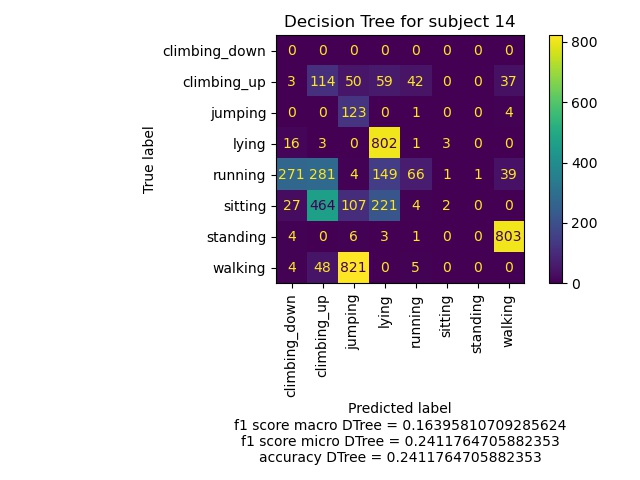 Decision Tree for subject 14
True label
climbing_down 0 0 0 0 0 0 0 0
climbing_up 3 114 50 59 42 0 0 37
jumping 0 0 123 0 1 0 0 4
lying 16 3 0 802 1 3 0 0
running 271 281 4 149 66 1 1 39
sitting 27 464 107 221 4 2 0 0
standing 4 0 6 3 1 0 0 803
walking 4 48 821 0 5 0 0 0
climbing_down
climbing_up
jumping
lying
running
sitting
standing
walking
800
600
400
200
0
Predicted label
f1 score macro DTree = 0.16395810709285624
f1 score micro DTree = 0.2411764705882353
accuracy DTree = 0.2411764705882353